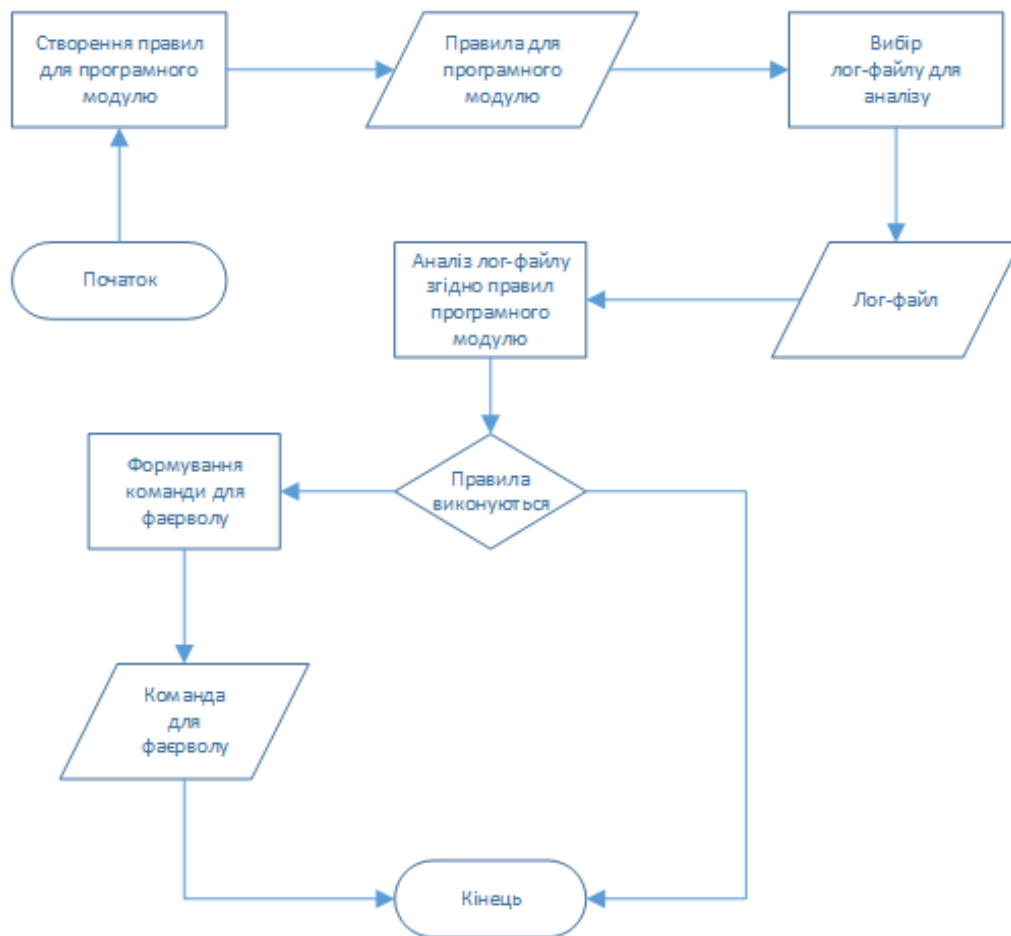 Створення правил
для програмного
модулю
Правила для
програмного
модулю
Вибір
лог-файлу для
аналізу
Початок
Аналіз лог-файлу
згідно правил
програмного
модулю
Лог-файл
Формування
команди для
фаєрволу
Правила
виконуються
Команда
для
фаєрволу
Кінець